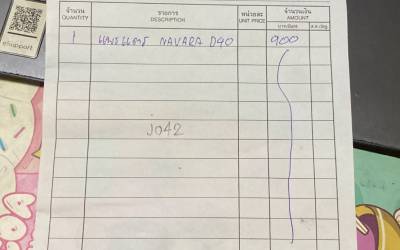 eSupport
จำนวน รายการ หน่วยละ จำนวนเงิน
QUANTITY DESCRIPTION UNIT PRICE AMOUNT
1 NAVARA D40 900
J042